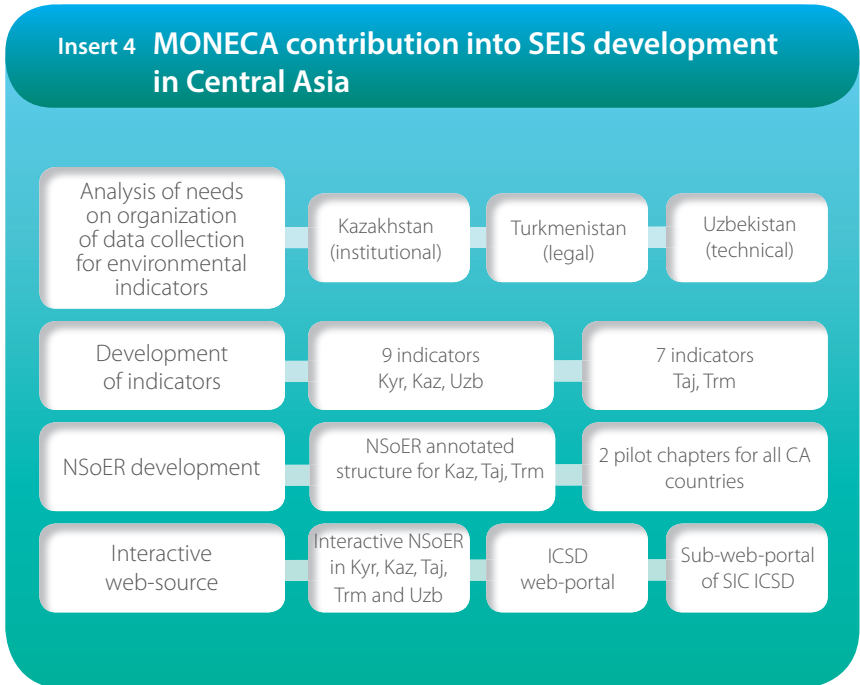 Insert 4 MONECA contribution into SEIS development
in Central Asia
Analysis of needs
on organization
of data collection
for environmental
indicators
Kazakhstan
(institutional)
Turkmenistan
(legal)
Uzbekistan
(technical)
Development
of indicators
9 indicators
Kyr, Kaz, Uzb
7 indicators
Taj, Trm
NSoER development
NSoER annotated
structure for Kaz, Taj, Trm
2 pilot chapters for all CA
countries
Interactive
web-source
Interactive NSoER
in Kyr, Kaz, Taj,
Trm and Uzb
ICSD
web-portal
Sub-web-portal
of SIC ICSD